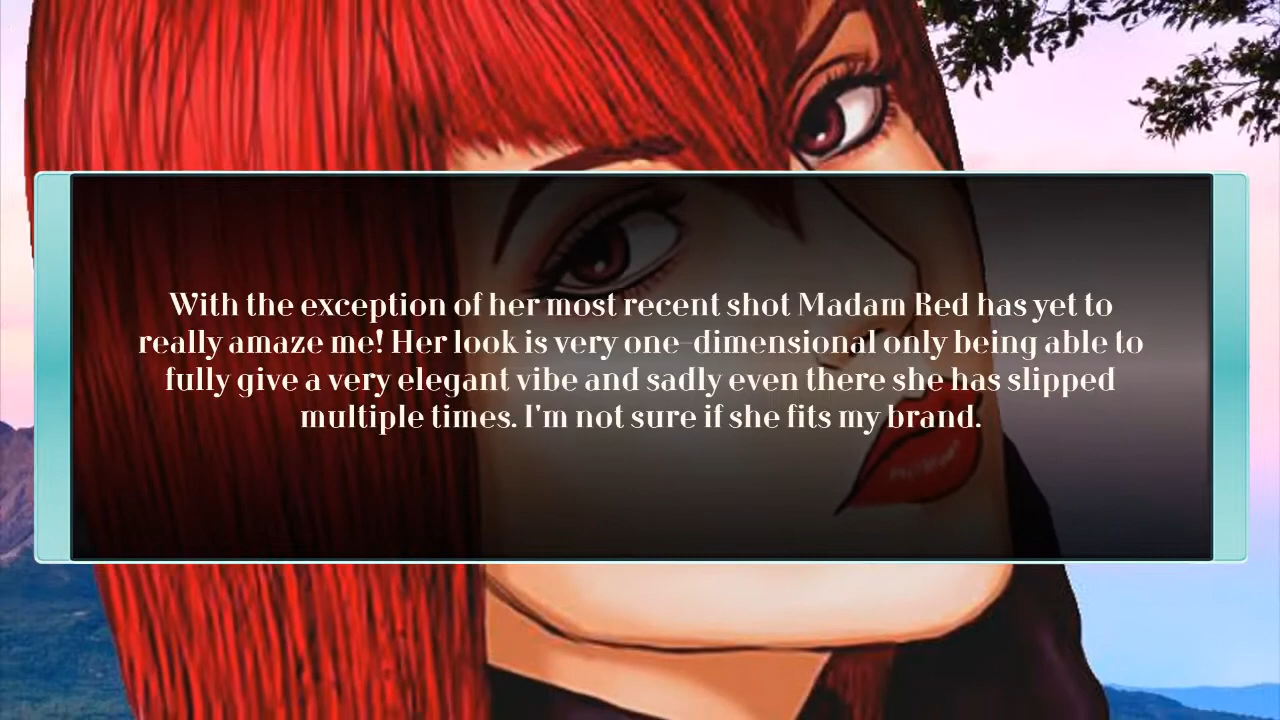 With the exception of her most recent shot Madam Red has yet to
really amaze me! Her look is very one-dimensional only being able to
fully give a very elegant vibe and sadly even there she has slipped
multiple times. I'm not sure if she fits my brand.